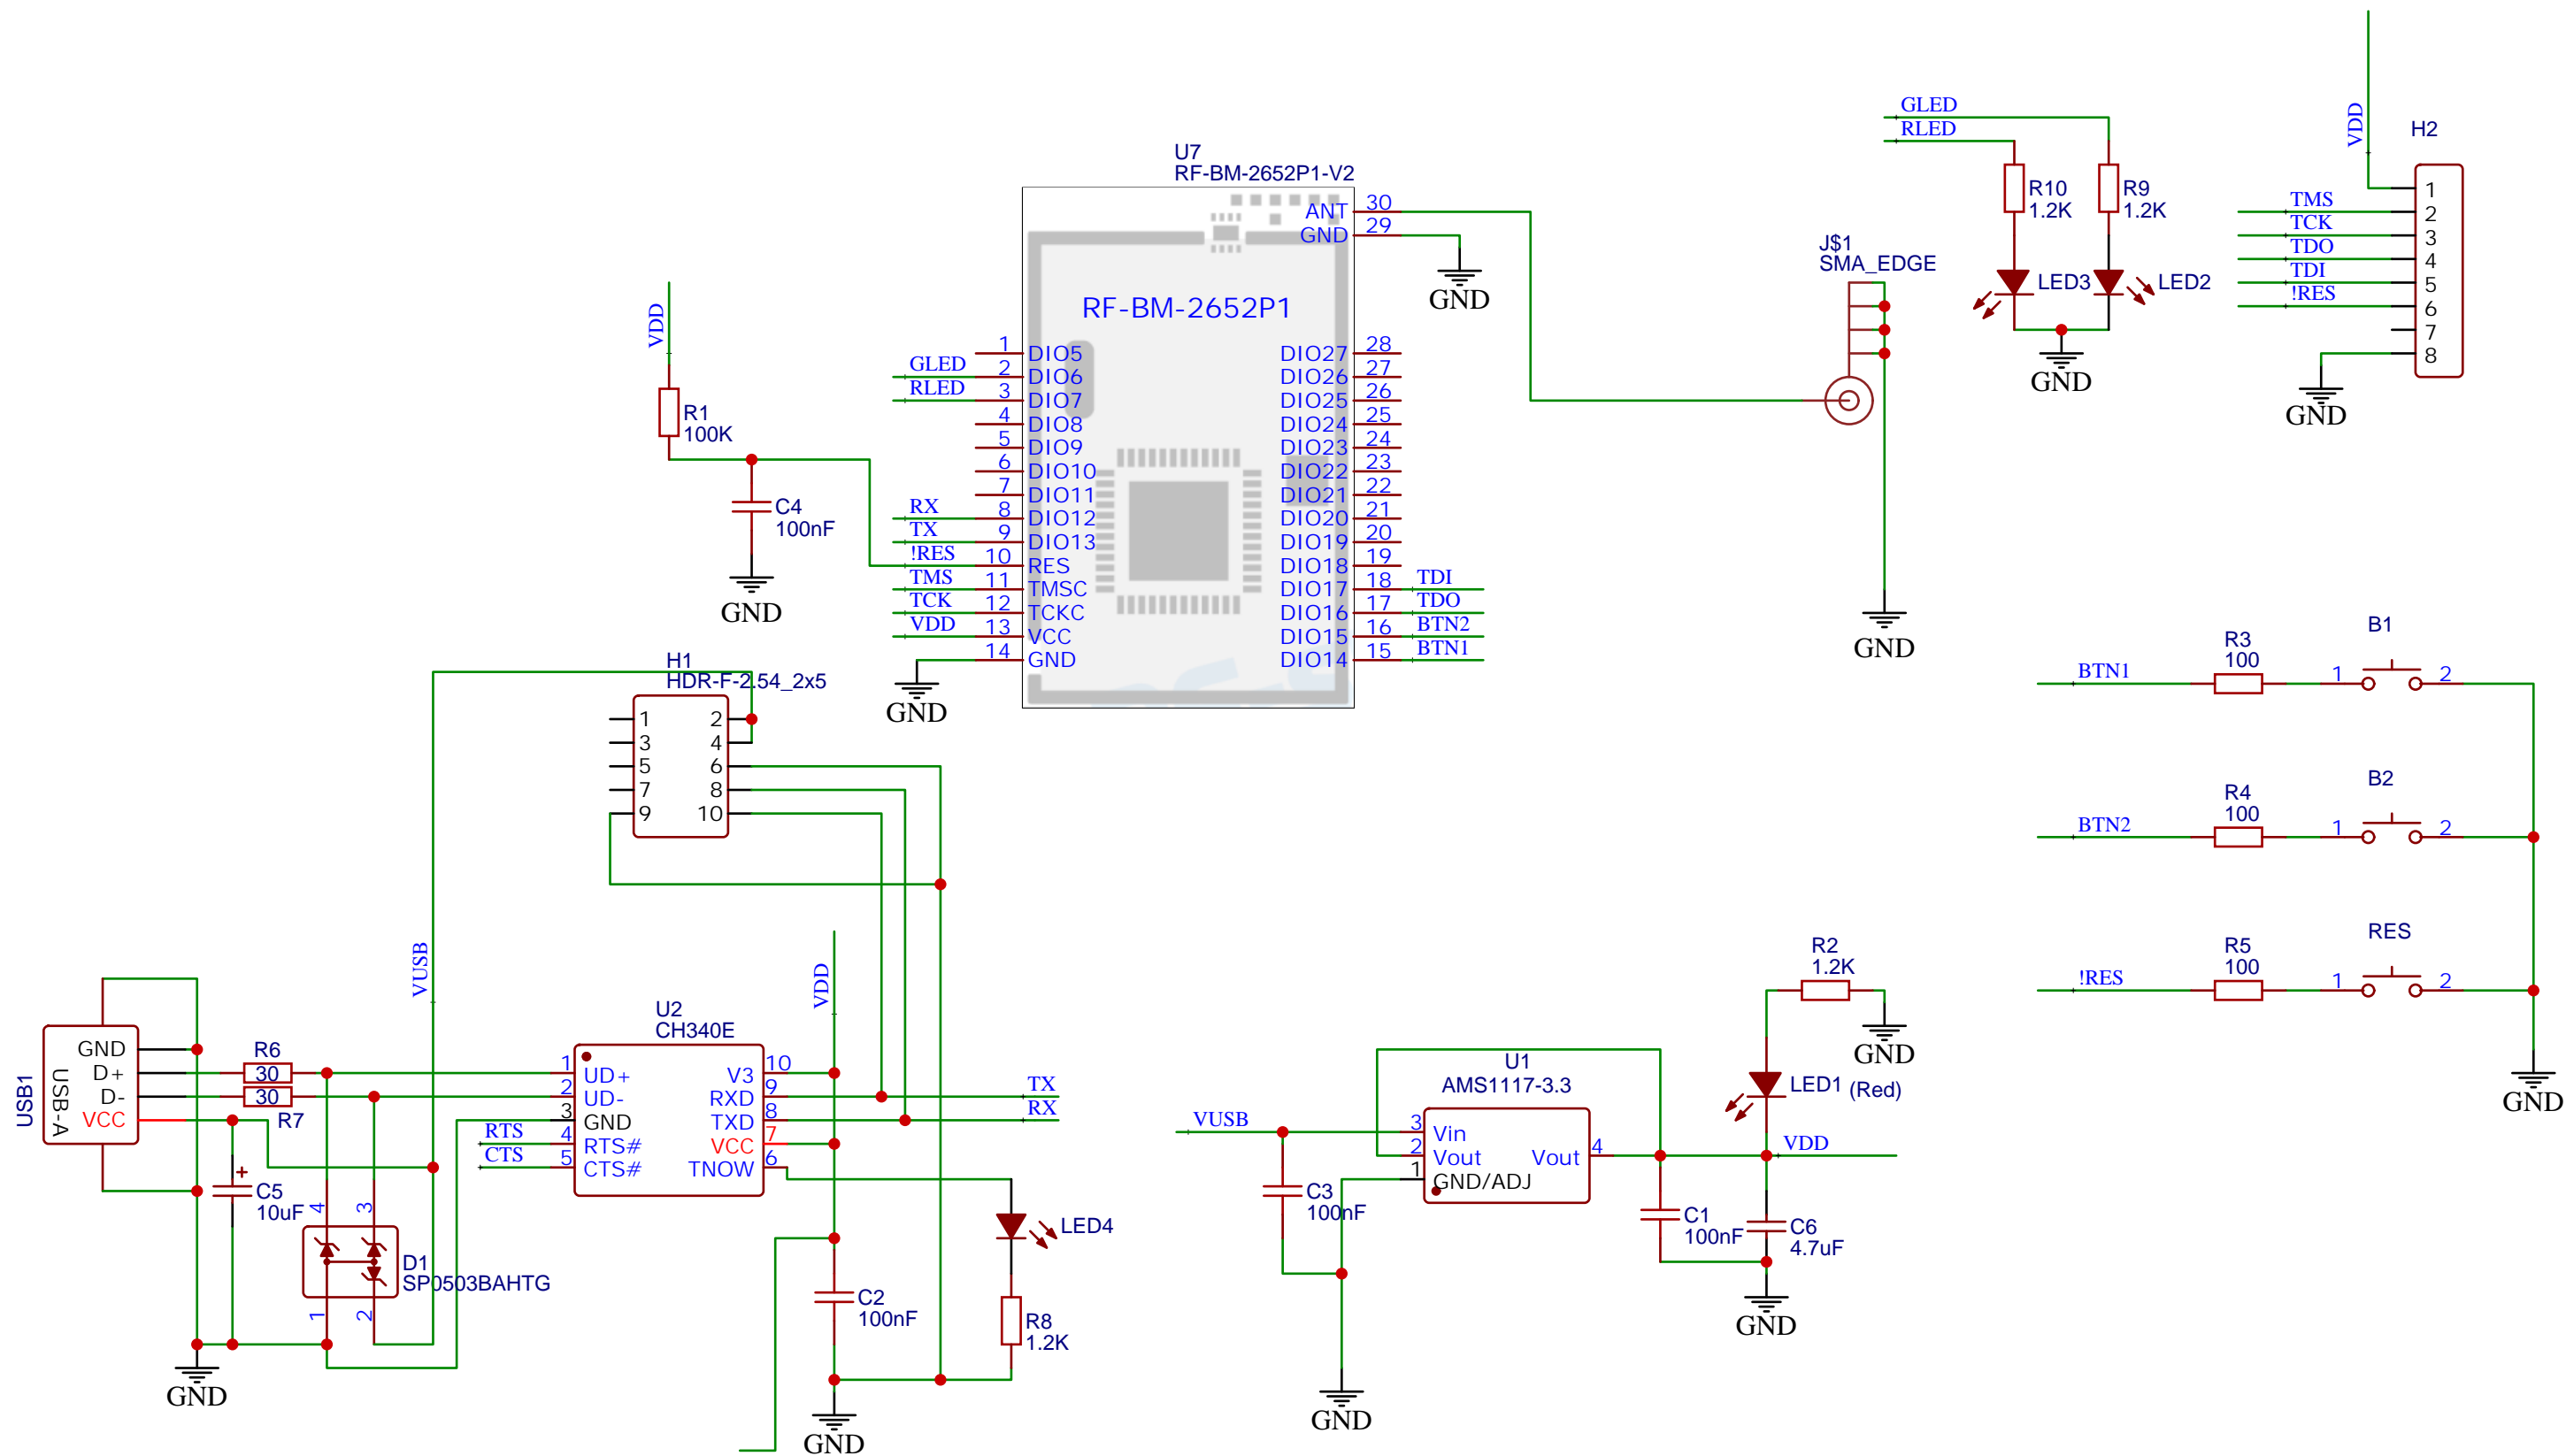 U7
RF-BM-2652P1-V2
RF-BM-2652P1
ANT 30
GND 29
GND
1 DIO5
GLED 2 DIO6
RLED 3 DIO7
4 DIO8
5 DIO9
6 DIO10
7 DIO11
RX 8 DIO12
TX 9 DIO13
!RES 10 RES
TMS 11 TMSC
TCK 12 TCKC
VDD 13 VCC
14 GND
GND
DIO27 28
DIO26 27
DIO25 26
DIO24 25
DIO23 24
DIO22 23
DIO21 22
DIO20 21
DIO19 20
DIO18 19
DIO17 18 TDI
DIO16 17 TDO
DIO15 16 BTN2
DIO14 15 BTN1
VDD
R1
100K
C4
100nF
GND
J$1
SMA_EDGE
GND
GLED
RLED
R10
1.2K
R9
1.2K
LED3
LED2
GND
VDD
H2
1
TMS 2
TCK 3
TDO 4
TDI 5
!RES 6
7
8
GND
H1
HDR-F-2.54_2x5
1 2
3 4
5 6
7 8
9 10
BTN1
R3
100
B1
1 2
BTN2
R4
100
B2
1 2
!RES
R5
100
RES
1 2
GND
VUSB
USB1
USB-A
GND
D+
D-
VCC
R6
30
30
R7
C5
10uF
+
4 3
1 2
D1
SP0503BAHTG
GND
U2
CH340E
1 UD+
2 UD-
3 GND
RTS 4 RTS#
CTS 5 CTS#
V3 10
RXD 9 TX
TXD 8 RX
VCC 7
TNOW 6
VDD
C2
100nF
GND
LED4
R8
1.2K
U1
AMS1117-3.3
VUSB
3 Vin
2 Vout
1 GND/ADJ
Vout 4
VDD
C3
100nF
GND
C1
100nF
C6
4.7uF
GND
LED1 (Red)
R2
1.2K
GND